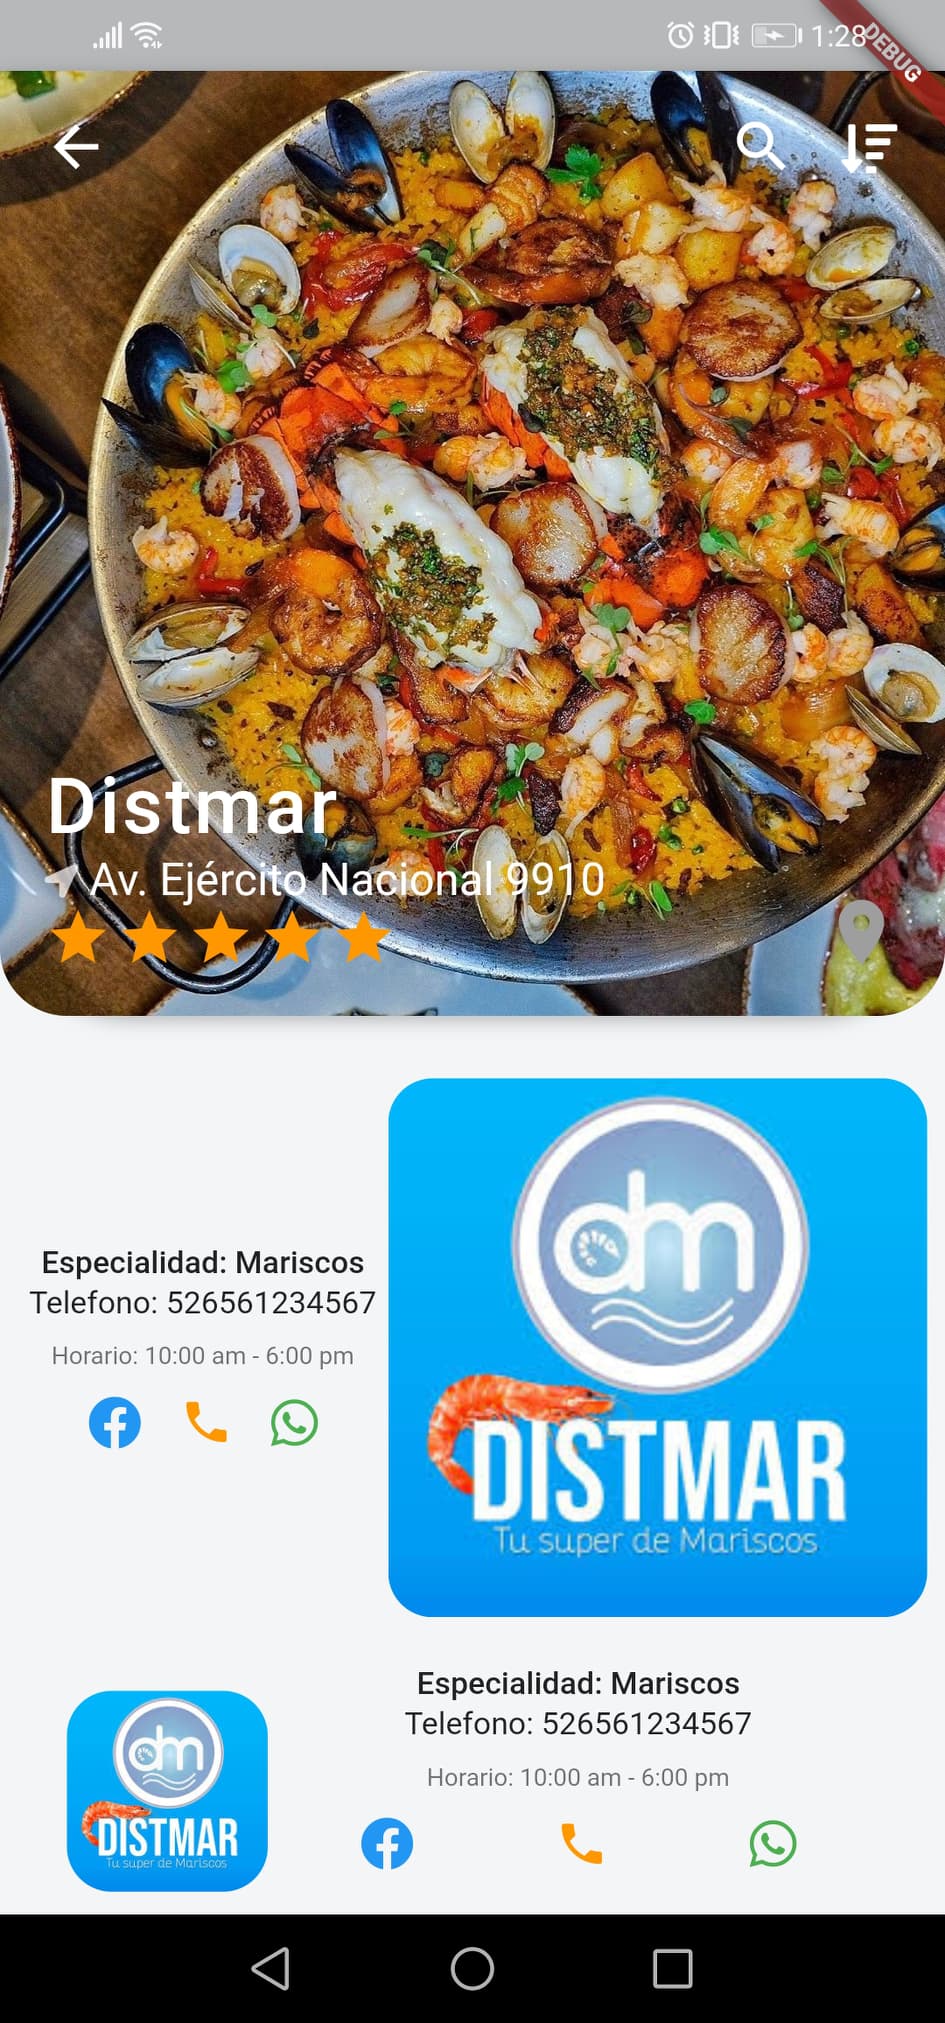 1:28
DEBUG
Distmar
Av. Ejército Nacional 9910
Especialidad: Mariscos
Telefono: 526561234567
Horario: 10:00 am - 6:00 pm
dm
DISTMAR
Tu super de Mariscos
Especialidad: Mariscos
Telefono: 526561234567
Horario: 10:00 am - 6:00 pm
dm
DISTMAR
Tu super de Mariscos